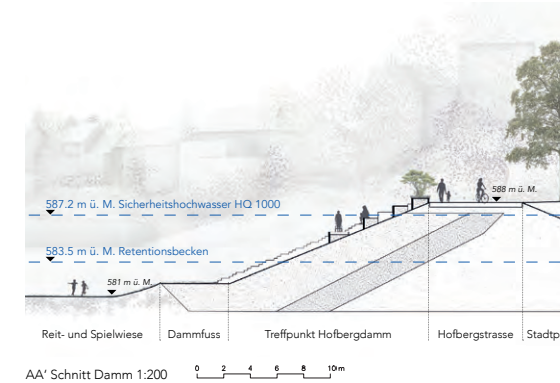 588 m ü. M.
587.2 m ü. M. Sicherheitshochwasser HQ 1000
583.5 m ü. M. Retentionsbecken
581 m ü. M.
Reit- und Spielwiese Dammfuss Treffpunkt Hofbergdamm Hofbergstrasse Stadtp
AA' Schnitt Damm 1:200 0 2 4 6 8 10m